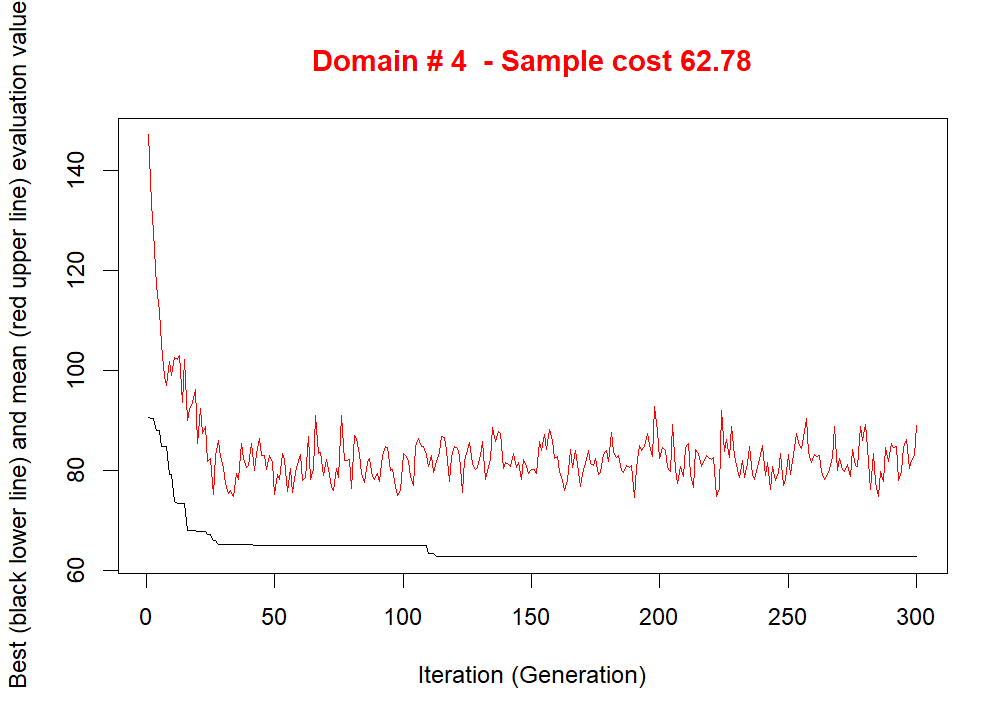 Domain # 4  - Sample cost 62.78
Best (black lower line) and mean (red upper line) evaluation value
140
120
100
80
60
0 50 100 150 200 250 300
Iteration (Generation)